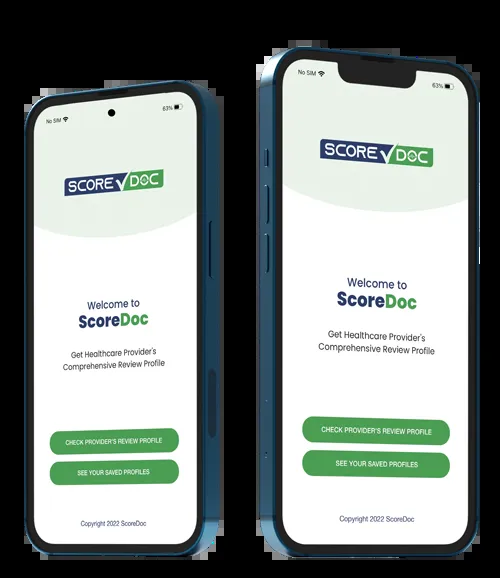 No SIM
63%
SCORE DOC
Welcome to
ScoreDoc
Get Healthcare Provider's
Comprehensive Review Profile
CHECK PROVIDER'S REVIEW PROFILE
SEE YOUR SAVED PROFILES
Copyright 2022 ScoreDoc
No SIM
63%
SCORE DOC
Welcome to
ScoreDoc
Get Healthcare Provider's
Comprehensive Review Profile
CHECK PROVIDER'S REVIEW PROFILE
SEE YOUR SAVED PROFILES
Copyright 2022 ScoreDoc